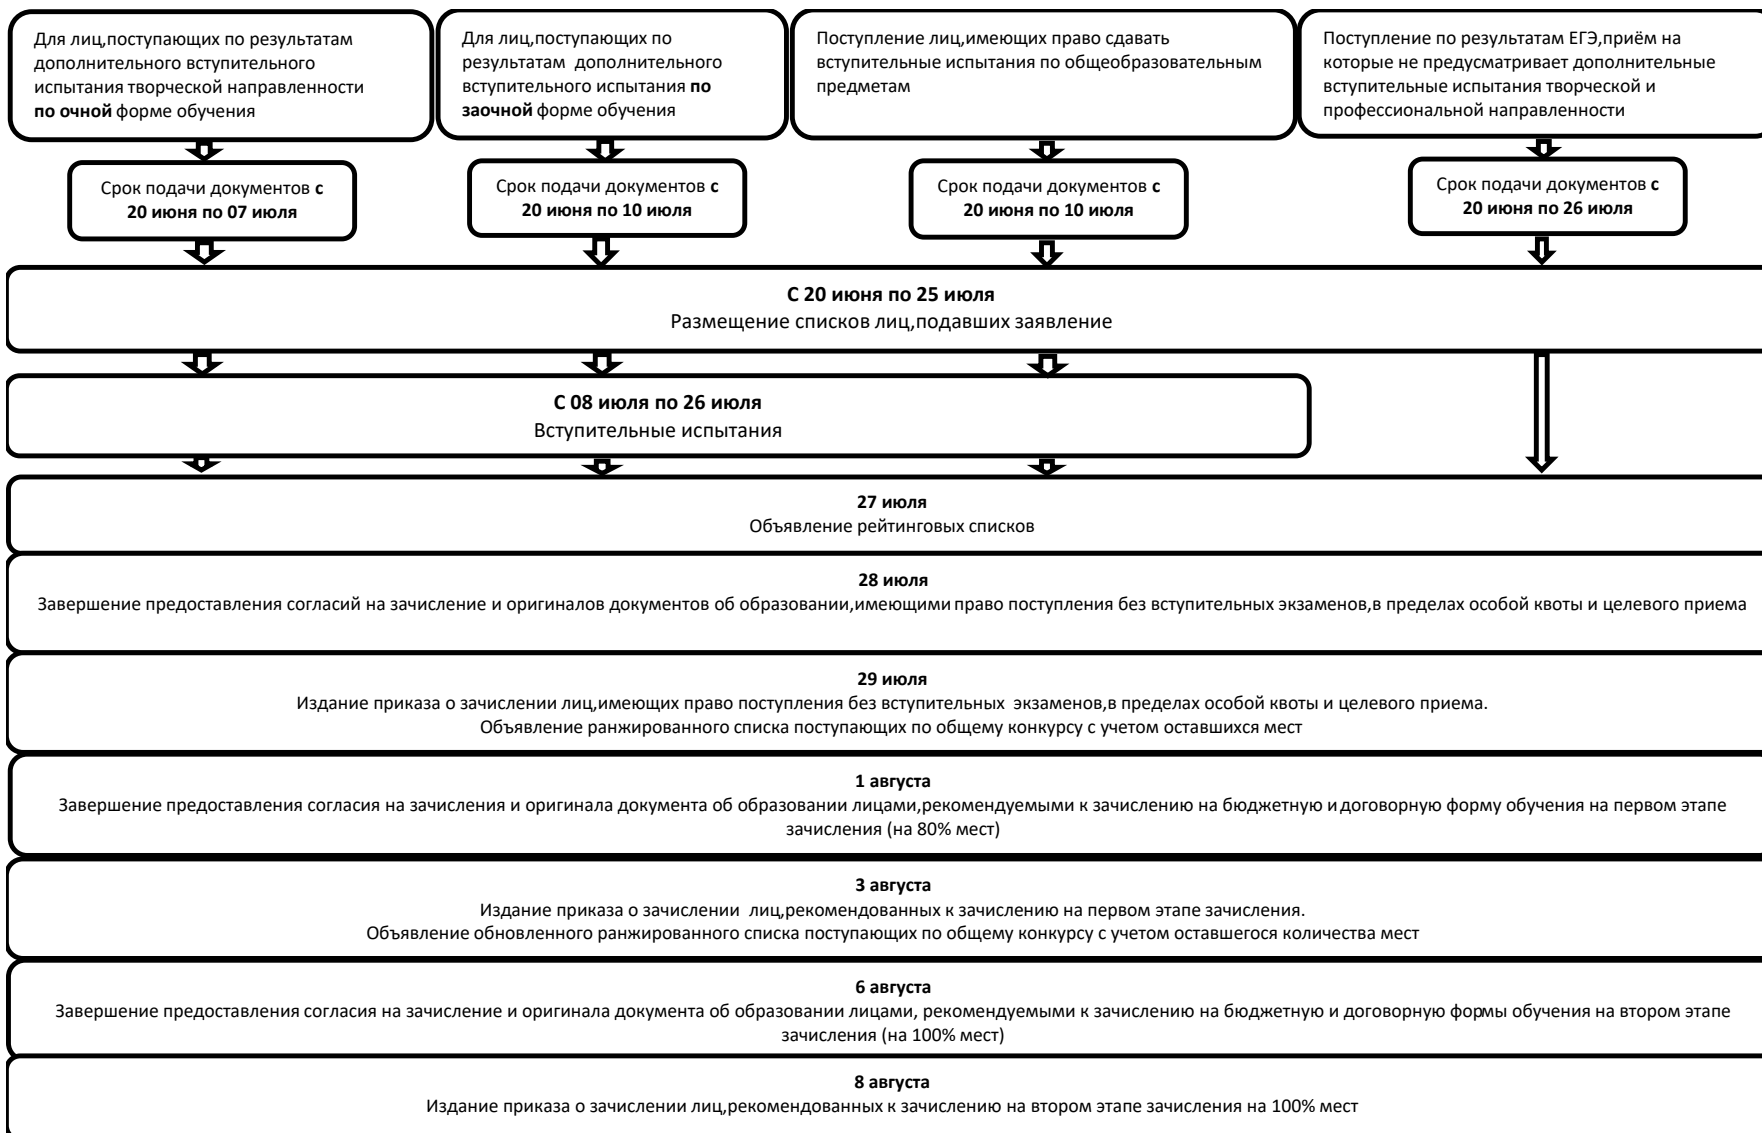 Для лиц,поступающих по результатам
дополнительного вступительного
испытания творческой направленности
по очной форме обучения
Для лиц,поступающих по
результатам дополнительного
вступительного испытания по
заочной форме обучения
Поступление лиц,имеющих право сдавать
вступительные испытания по общеобразовательным
предметам
Поступление по результатам ЕГЭ,приём на
которые не предусматривает дополнительные
вступительные испытания творческой и
профессиональной направленности
Срок подачи документов с
20 июня по 07 июля
Срок подачи документов с
20 июня по 10 июля
Срок подачи документов с
20 июня по 10 июля
Срок подачи документов с
20 июня по 26 июля
С 20 июня по 25 июля
Размещение списков лиц,подавших заявление
С 08 июля по 26 июля
Вступительные испытания
27 июля
Объявление рейтинговых списков
28 июля
Завершение предоставления согласий на зачисление и оригиналов документов об образовании,имеющими право поступления без вступительных экзаменов,в пределах особой квоты и целевого приема
29 июля
Издание приказа о зачислении лиц,имеющих право поступления без вступительных экзаменов,в пределах особой квоты и целевого приема.
Объявление ранжированного списка поступающих по общему конкурсу с учетом оставшихся мест
1 августа
Завершение предоставления согласия на зачисления и оригинала документа об образовании лицами,рекомендуемыми к зачислению на бюджетную и договорную форму обучения на первом этапе
зачисления (на 80% мест)
3 августа
Издание приказа о зачислении лиц,рекомендованных к зачислению на первом этапе зачисления.
Объявление обновленного ранжированного списка поступающих по общему конкурсу с учетом оставшегося количества мест
6 августа
Завершение предоставления согласия на зачисление и оригинала документа об образовании лицами, рекомендуемыми к зачислению на бюджетную и договорную формы обучения на втором этапе
зачисления (на 100% мест)
8 августа
Издание приказа о зачислении лиц,рекомендованных к зачислению на втором этапе зачисления на 100% мест